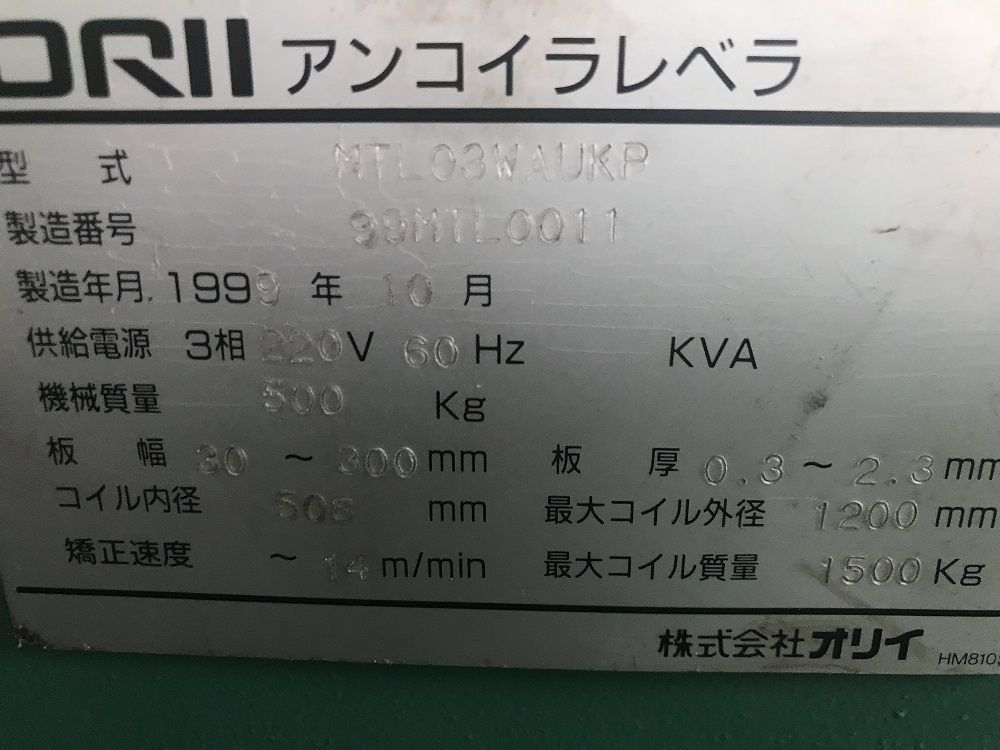 ORII アンコイラレベラ
型 式 MTL03WAUKP
製造番号 99MTL0011
製造年月. 1999 年 10 月
供給電源 3相 220V 60 Hz KVA
機械質量 500 Kg
板 幅 30 ~ 300 mm 板 厚 0.3 ~ 2.3 mm
コイル内径 508 mm 最大コイル外径 1200 mm
矯正速度 ~ 14 m/min 最大コイル質量 1500 Kg
株式会社オリイ HM810